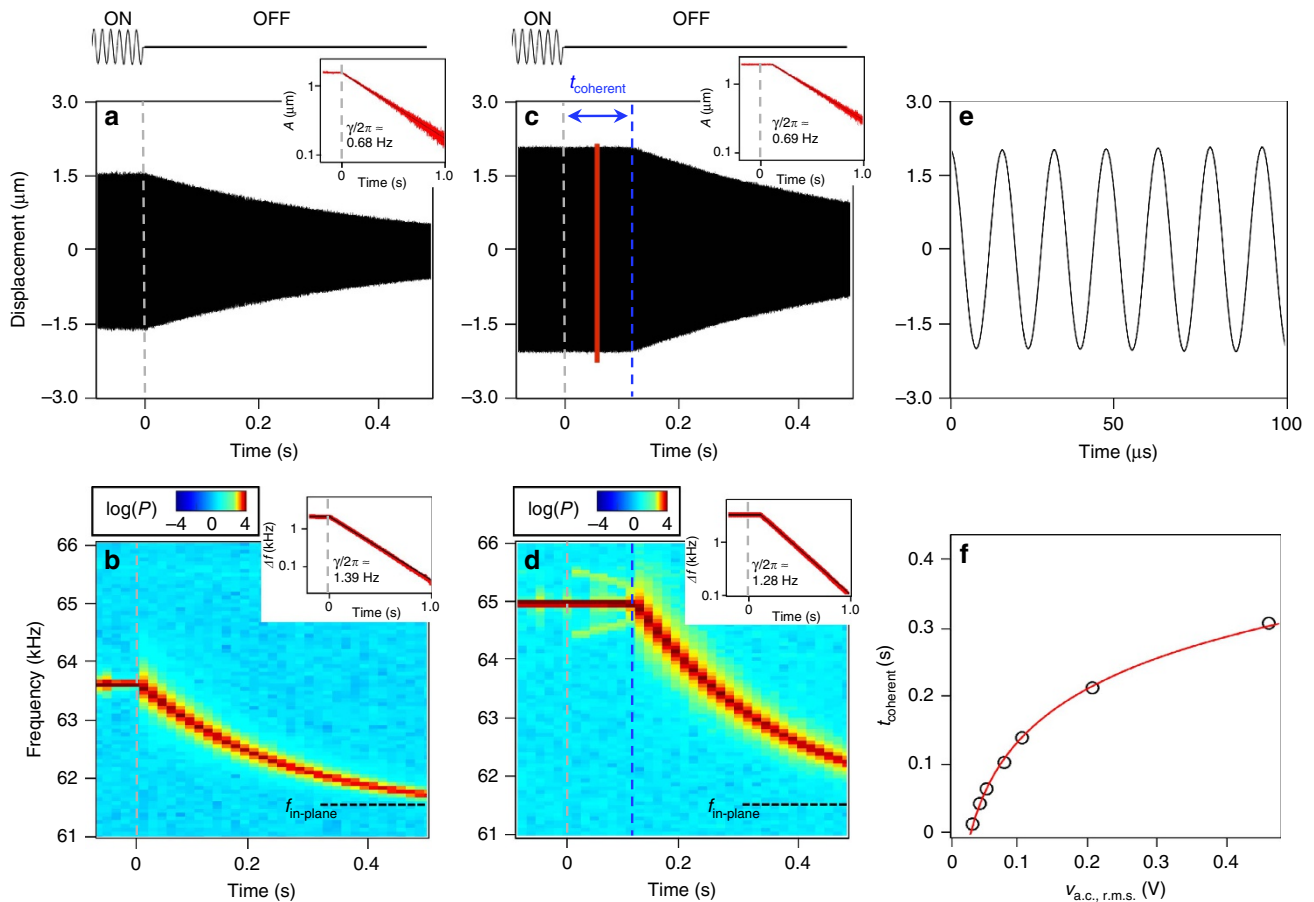 ON OFF
a
Displacement (μm)
3.0
1.5
0
–1.5
–3.0
0 0.2 0.4
Time (s)
A (μm)
1
0.1
γ/2π =
0.68 Hz
0 1.0
Time (s)
ON OFF
c
t coherent
3.0
1.5
0
–1.5
–3.0
0 0.2 0.4
Time (s)
A (μm)
1
0.1
γ/2π =
0.69 Hz
0 1.0
Time (s)
e
3.0
1.5
0
–1.5
–3.0
0 50 100
Time (μs)
log(P)
–4 0 4
b
Frequency (kHz)
66
65
64
63
62
61
f in-plane
0 0.2 0.4
Time (s)
Δf (kHz)
1
0.1
γ/2π =
1.39 Hz
0 1.0
Time (s)
log(P)
–4 0 4
d
66
65
64
63
62
61
f in-plane
0 0.2 0.4
Time (s)
Δf (kHz)
1
0.1
γ/2π =
1.28 Hz
0 1.0
Time (s)
f
t coherent (s)
0.3
0.2
0.1
0
0 0.1 0.2 0.3 0.4
v a.c., r.m.s. (V)